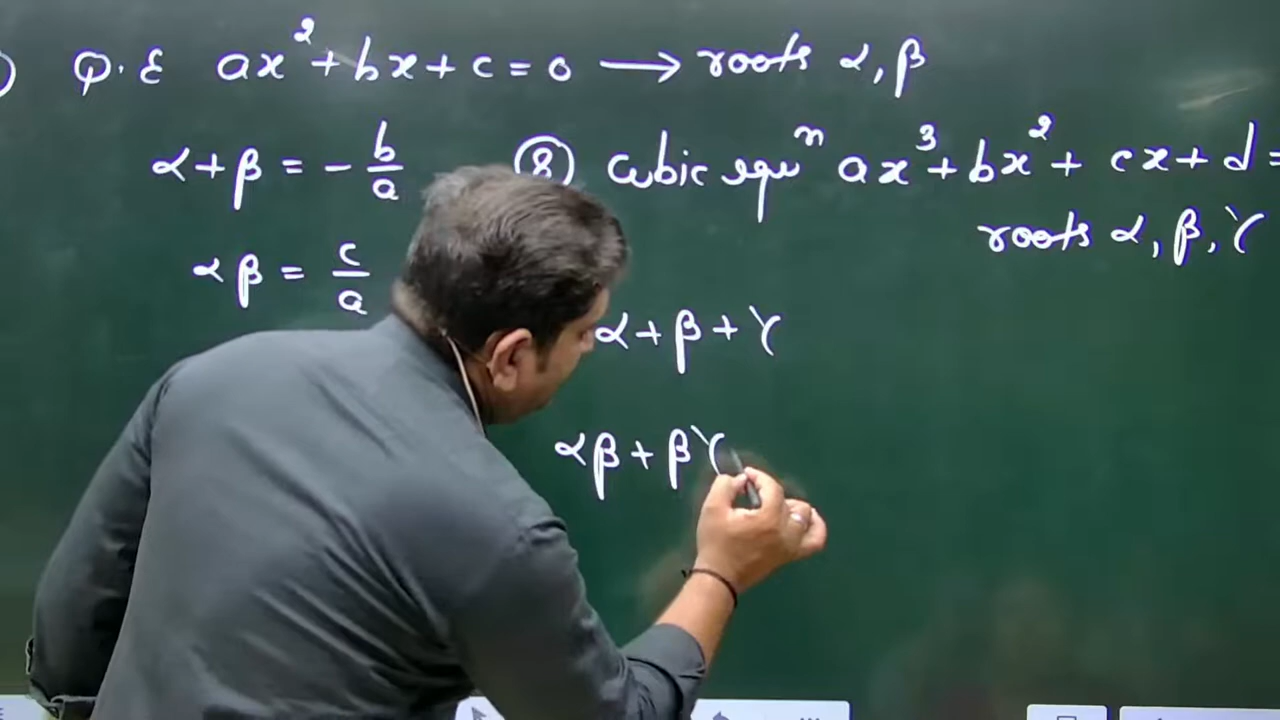 Q.E ax²+bx+c=0 → roots α,β
α+β = -b/a
αβ = c/a
⑧ cubic equⁿ ax³+bx²+cx+d=
roots α,β,γ
α+β+γ
αβ+βγ